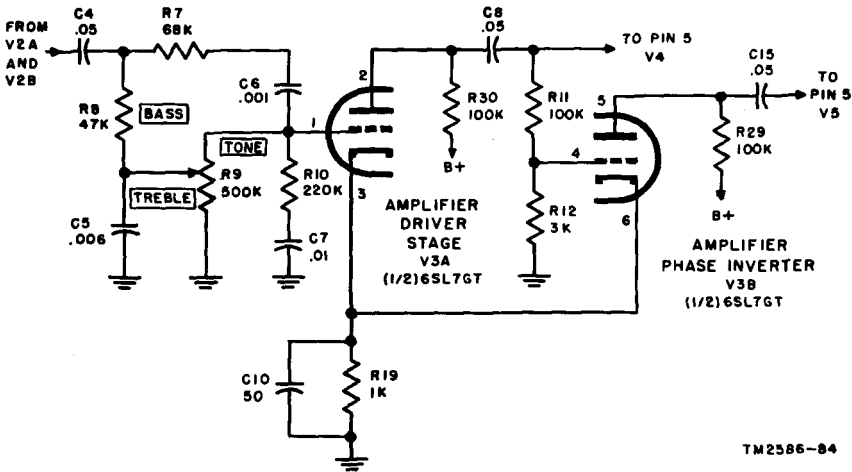 FROM
V2A
AND
V2B
C4
.05
R7
68K
C6
.001
R8
47K
BASS
TONE
TREBLE
R9
500K
R10
220K
C5
.006
C7
.01
1
2
3
AMPLIFIER
DRIVER
STAGE
V3A
(1/2)6SL7GT
R30
100K
B+
C8
.05
TO PIN 5
V4
R11
100K
R12
3K
4
5
6
C15
.05
TO
PIN 5
V5
R29
100K
B+
AMPLIFIER
PHASE INVERTER
V3B
(1/2)6SL7GT
C10
50
R19
1K
TM2586-84